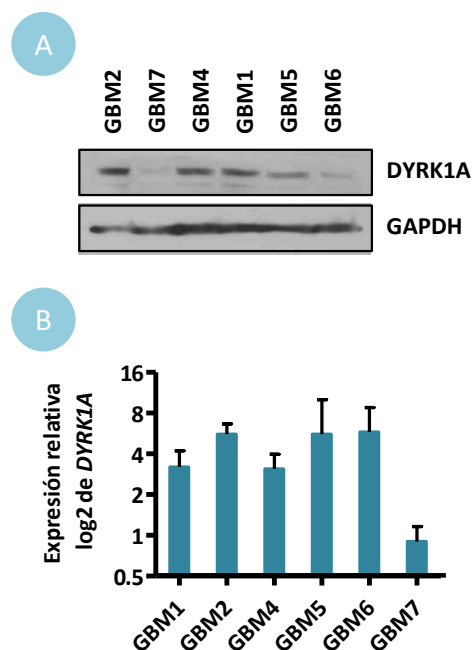 A
GBM2 GBM7 GBM4 GBM1 GBM5 GBM6
DYRK1A
GAPDH
B
Expresión relativa
log2 de DYRK1A
16
8
4
2
1
0.5
GBM1 GBM2 GBM4 GBM5 GBM6 GBM7